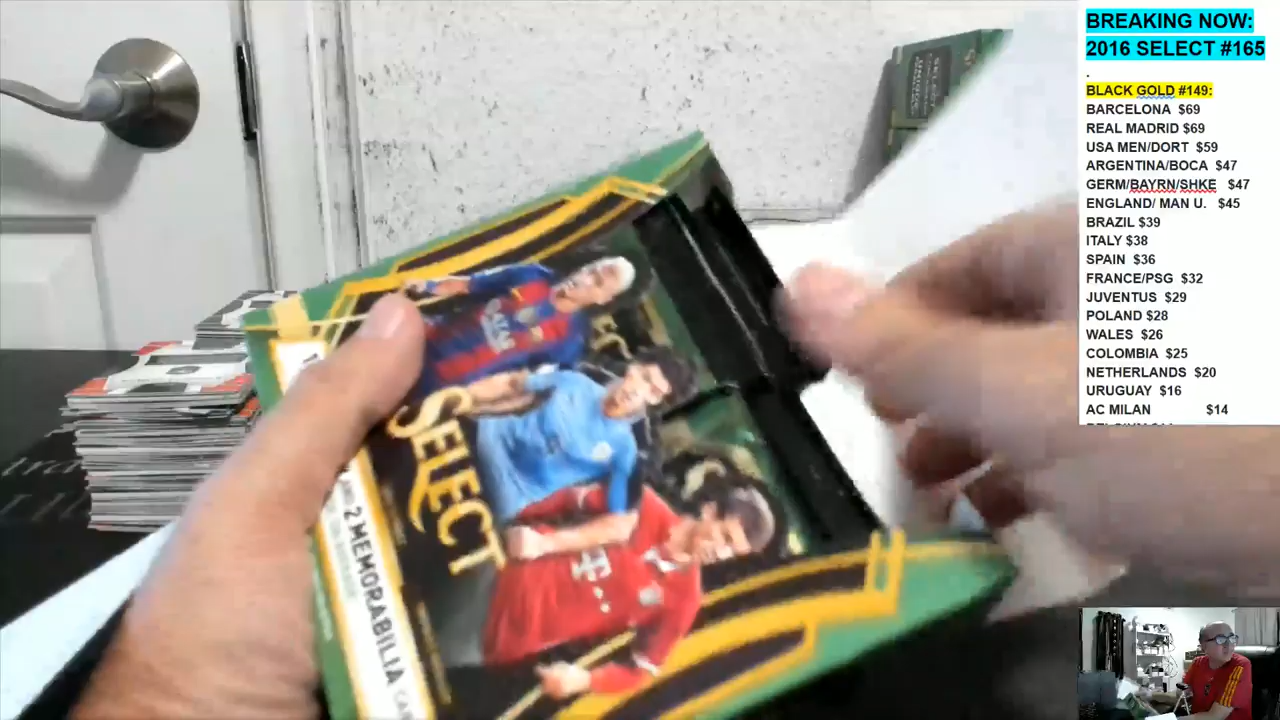 BREAKING NOW:
2016 SELECT #165
.
BLACK GOLD #149:
BARCELONA $69
REAL MADRID $69
USA MEN/DORT $59
ARGENTINA/BOCA $47
GERM/BAYRN/SHKE $47
ENGLAND/ MAN U. $45
BRAZIL $39
ITALY $38
SPAIN $36
FRANCE/PSG $32
JUVENTUS $29
POLAND $28
WALES $26
COLOMBIA $25
NETHERLANDS $20
URUGUAY $16
AC MILAN $14
SELECT
2 MEMORABILIA
T